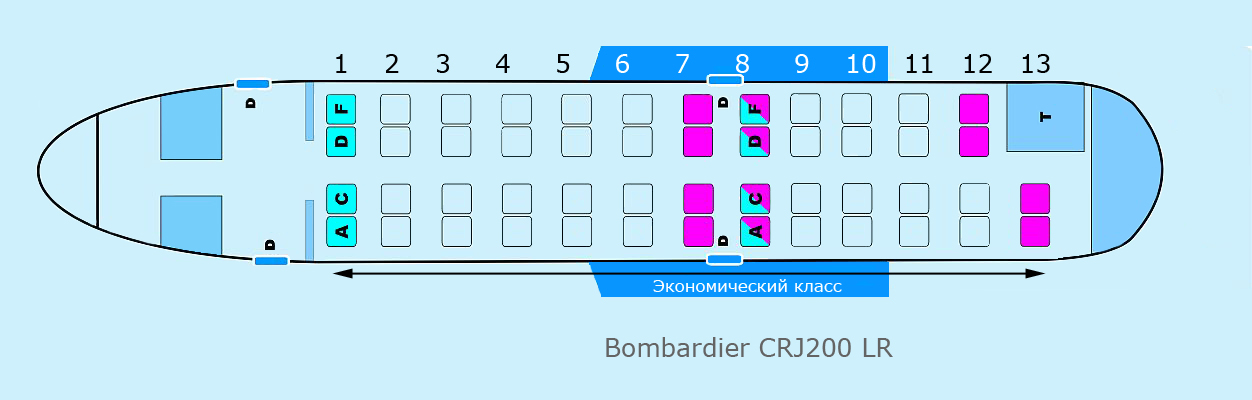 1 2 3 4 5 6 7 8 9 10 11 12 13
D F D F T
D D
C C
D A D A
Экономический класс
Bombardier CRJ200 LR